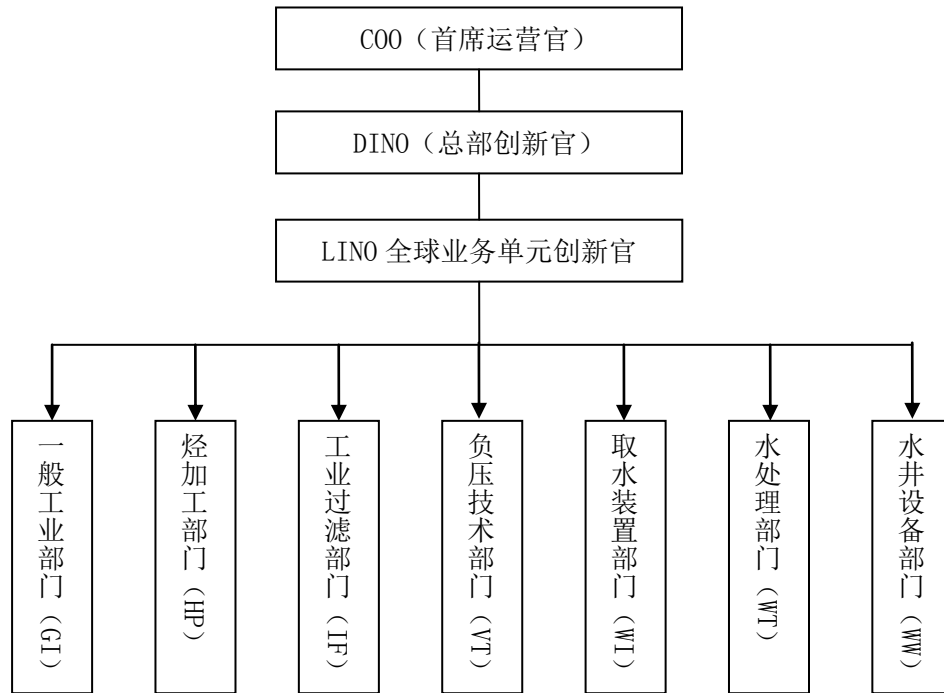 COO（首席运营官）
DINO（总部创新官）
LINO 全球业务单元创新官
一般工业部门（GI）
烃加工部门（HP）
工业过滤部门（IF）
负压技术部门（VT）
取水装置部门（WI）
水处理部门（WT）
水井设备部门（WW）